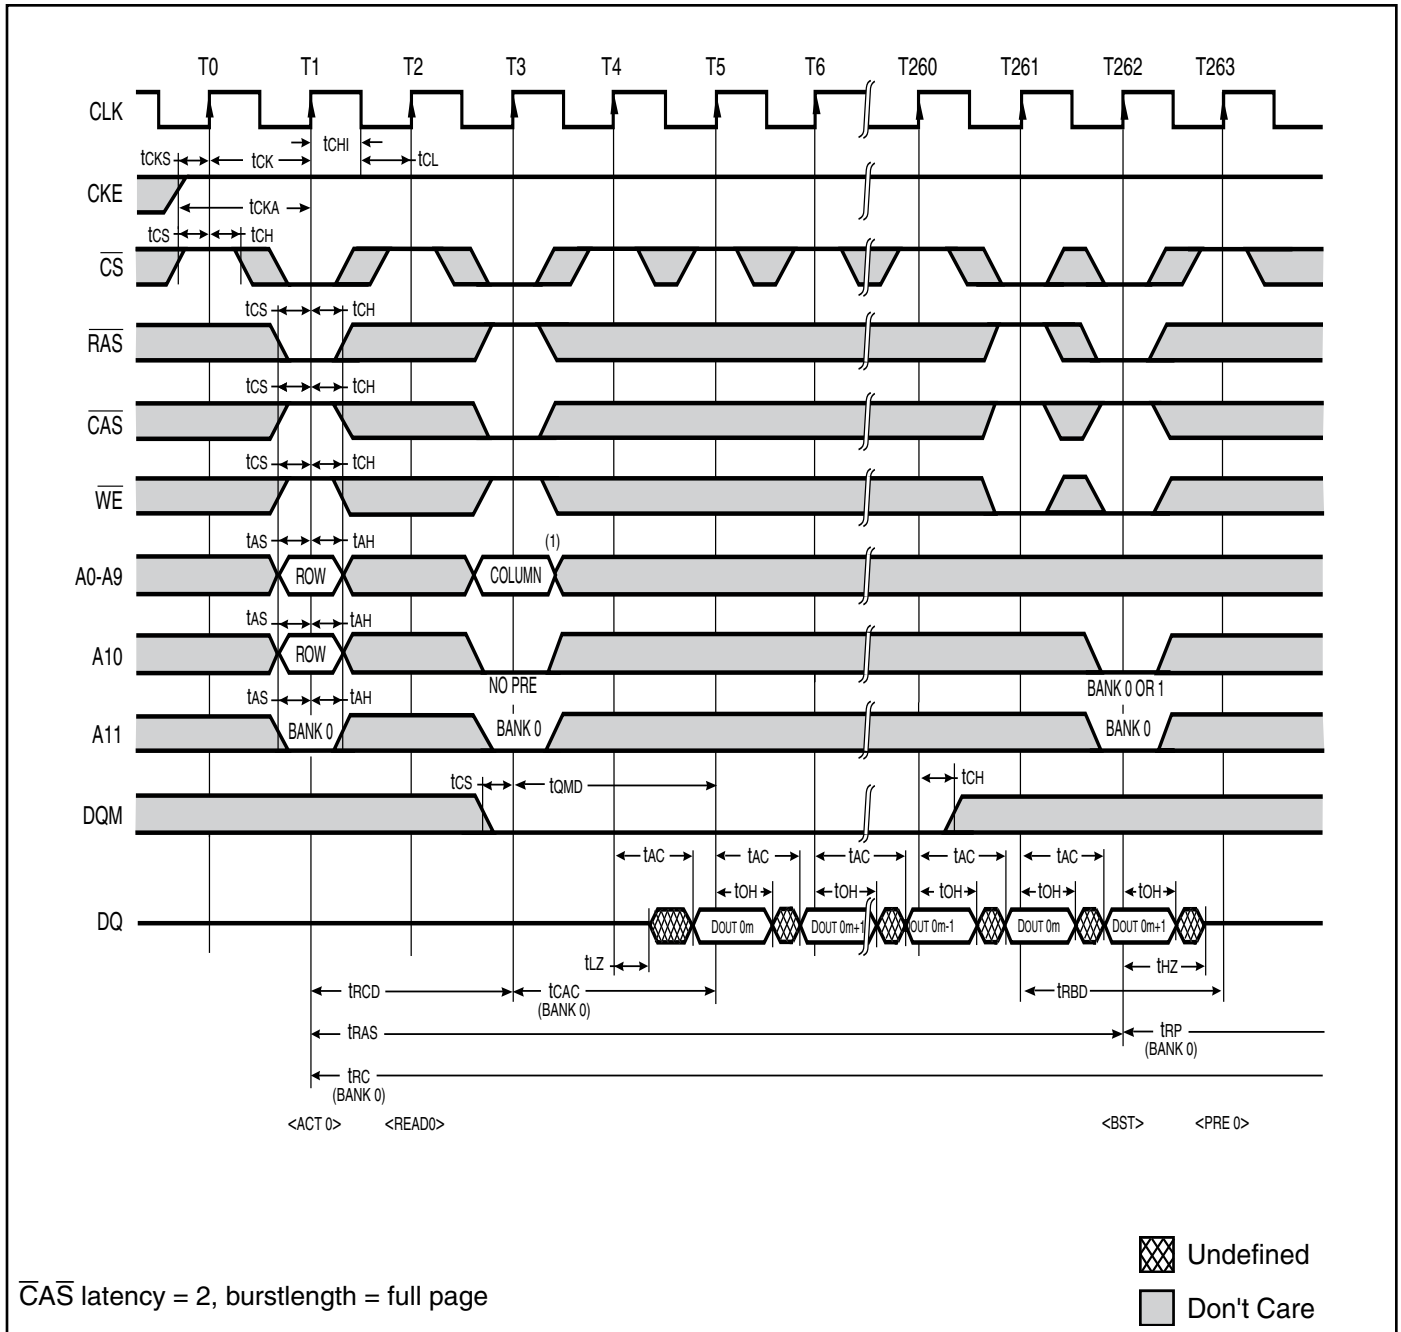 T0 T1 T2 T3 T4 T5 T6 T260 T261 T262 T263
CLK
tCHI
tCKS tCK tCL
CKE
tCKA
tCS tCH
CS
tCS tCH
RAS
tCS tCH
CAS
tCS tCH
WE
tAS tAH (1)
A0-A9 ROW COLUMN
tAS tAH
A10 ROW
NO PRE BANK 0 OR 1
tAS tAH
A11 BANK 0 BANK 0 BANK 0
tCS tQMD tCH
DQM
tAC tAC tAC tAC tAC
tOH tOH tOH tOH tOH
DQ DOUT 0m DOUT 0m+1 OUT 0m-1 DOUT 0m DOUT 0m+1
tLZ tHZ
tRCD tCAC tRBD
(BANK 0)
tRAS tRP
(BANK 0)
tRC
(BANK 0)
<ACT 0> <READ0> <BST> <PRE 0>
Undefined
CAS latency = 2, burstlength = full page
Don't Care